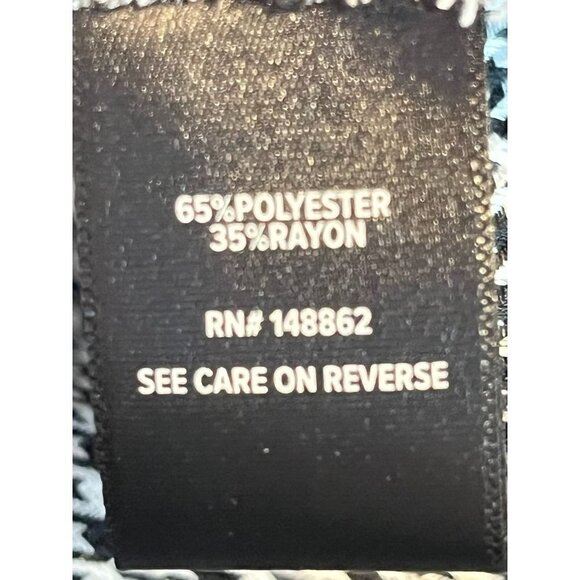 65%POLYESTER
35%RAYON
RN# 148862
SEE CARE ON REVERSE